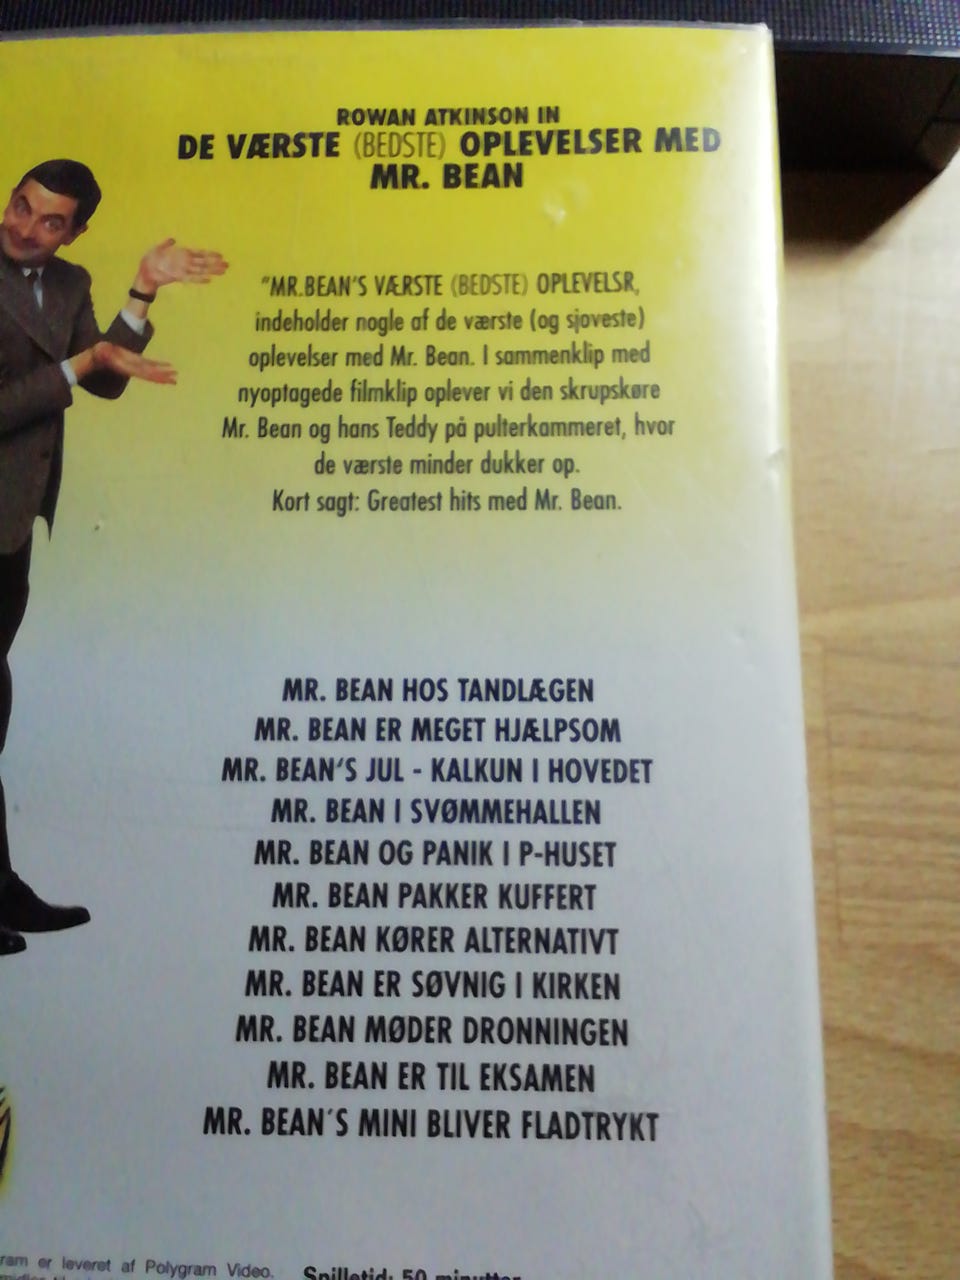 ROWAN ATKINSON IN
DE VÆRSTE (BEDSTE) OPLEVELSER MED
MR. BEAN
"MR.BEAN'S VÆRSTE (BEDSTE) OPLEVELSR,
indeholder nogle af de værste (og sjoveste)
oplevelser med Mr. Bean. I sammenklip med
nyoptagede filmklip oplever vi den skrupskøre
Mr. Bean og hans Teddy på pulterkammeret, hvor
de værste minder dukker op.
Kort sagt: Greatest hits med Mr. Bean.
MR. BEAN HOS TANDLÆGEN
MR. BEAN ER MEGET HJÆLPSOM
MR. BEAN'S JUL - KALKUN I HOVEDET
MR. BEAN I SVØMMEHALLEN
MR. BEAN OG PANIK I P-HUSET
MR. BEAN PAKKER KUFFERT
MR. BEAN KØRER ALTERNATIVT
MR. BEAN ER SØVNIG I KIRKEN
MR. BEAN MØDER DRONNINGEN
MR. BEAN ER TIL EKSAMEN
MR. BEAN´S MINI BLIVER FLADTRYKT
ram er leveret af Polygram Video.
Spilletid: 50 minutter